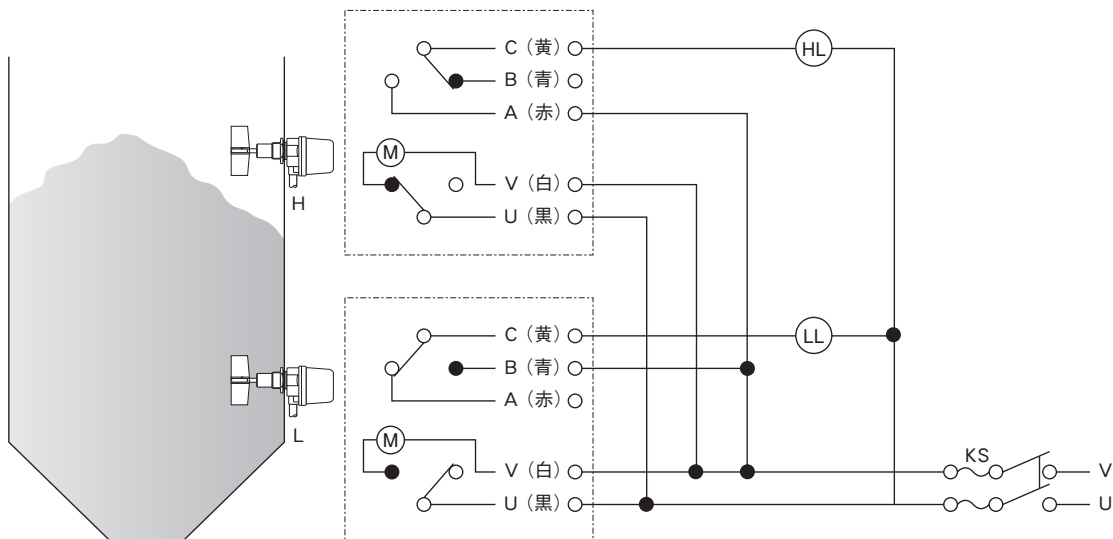 C（黄）
HL
B（青）
A（赤）
M
V（白）
H
U（黒）
C（黄）
LL
B（青）
A（赤）
L
M
KS
V（白）
V
U（黒）
U